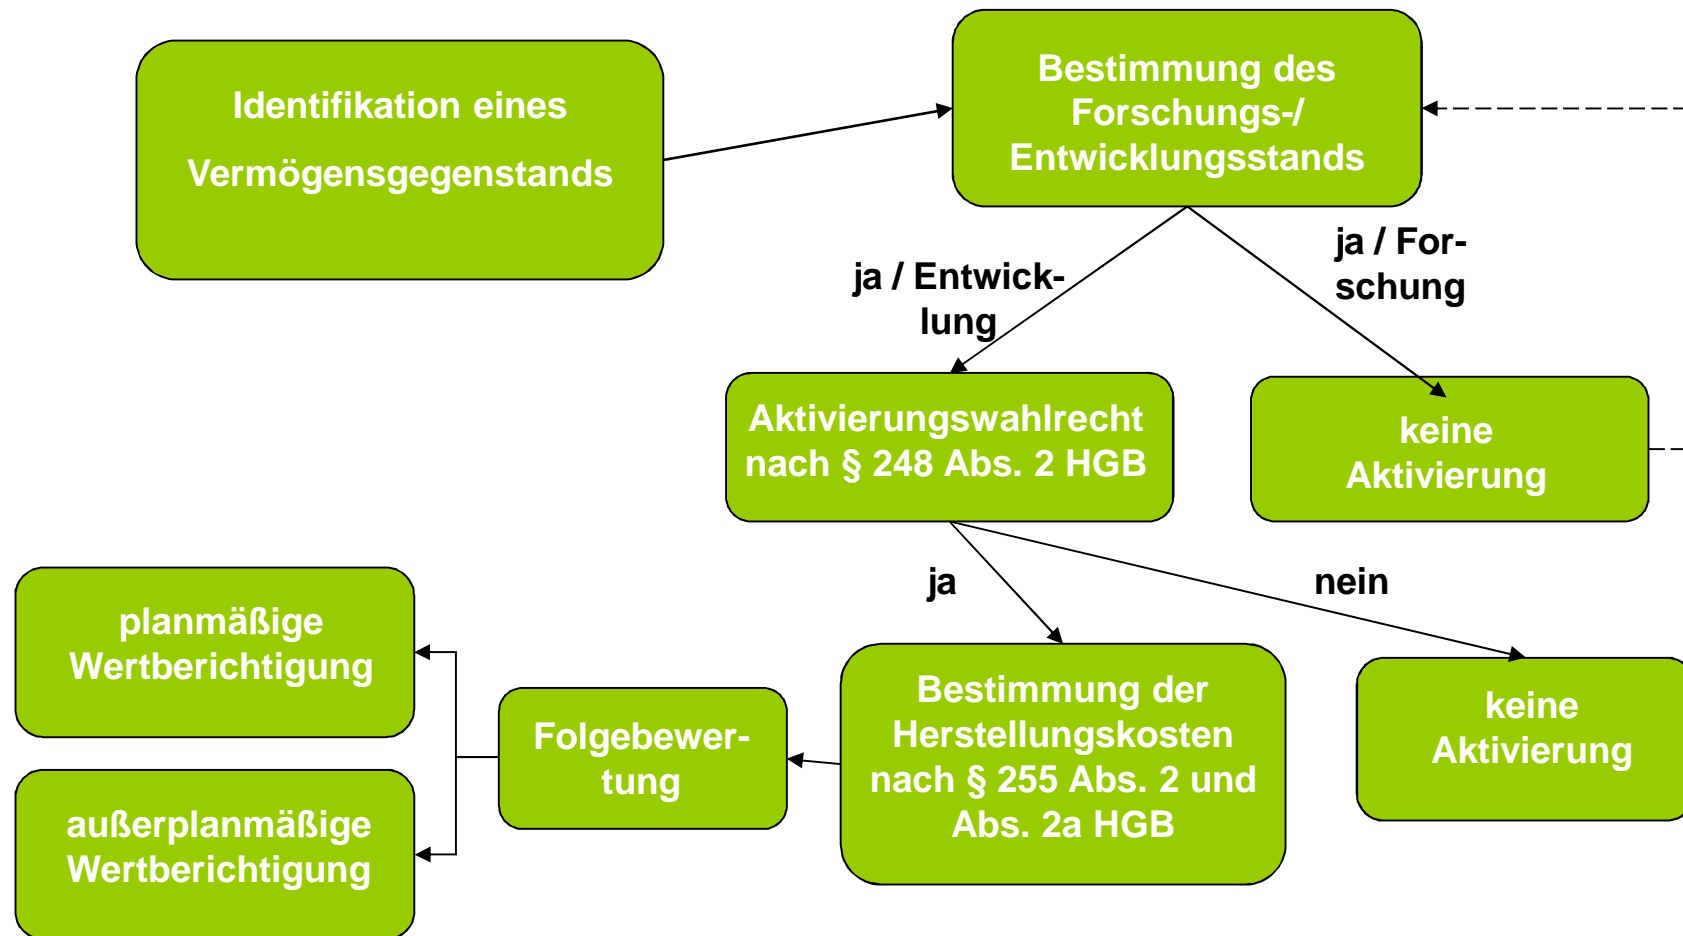 Identifikation eines
Vermögensgegenstands
Bestimmung des
Forschungs-/
Entwicklungsstands
ja / Entwick-
lung
ja / For-
schung
Aktivierungswahlrecht
nach § 248 Abs. 2 HGB
keine
Aktivierung
ja
nein
planmäßige
Wertberichtigung
außerplanmäßige
Wertberichtigung
Folgebewer-
tung
Bestimmung der
Herstellungskosten
nach § 255 Abs. 2 und
Abs. 2a HGB
keine
Aktivierung